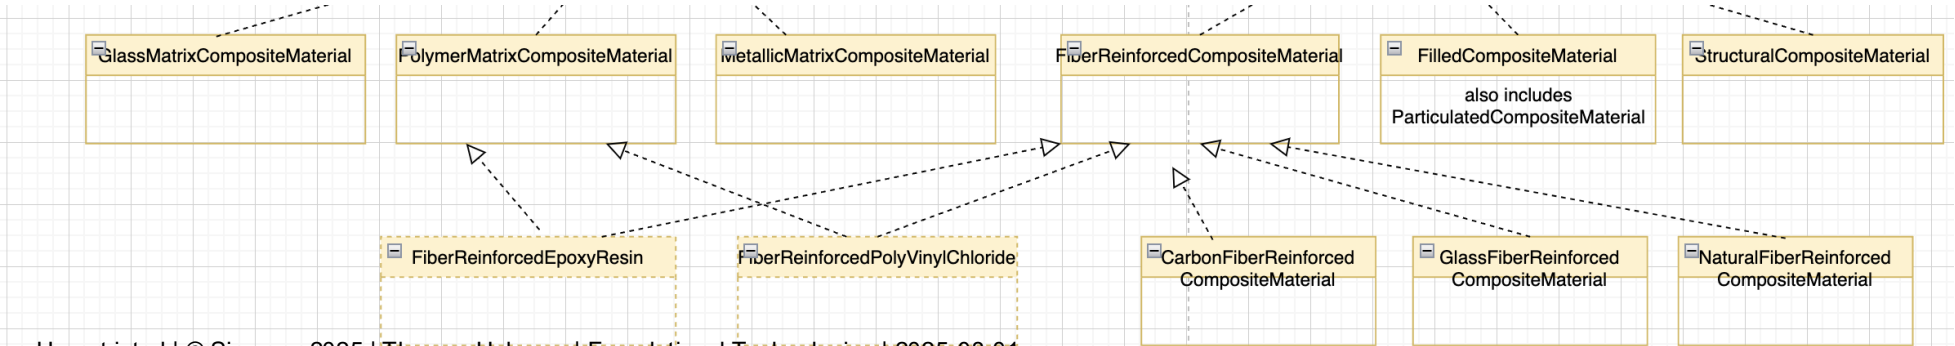 GlassMatrixCompositeMaterial
PolymerMatrixCompositeMaterial
MetallicMatrixCompositeMaterial
FiberReinforcedCompositeMaterial
FilledCompositeMaterial
StructuralCompositeMaterial
also includes
ParticulatedCompositeMaterial
FiberReinforcedEpoxyResin
FiberReinforcedPolyVinylChloride
CarbonFiberReinforced
CompositeMaterial
GlassFiberReinforced
CompositeMaterial
NaturalFiberReinforced
CompositeMaterial